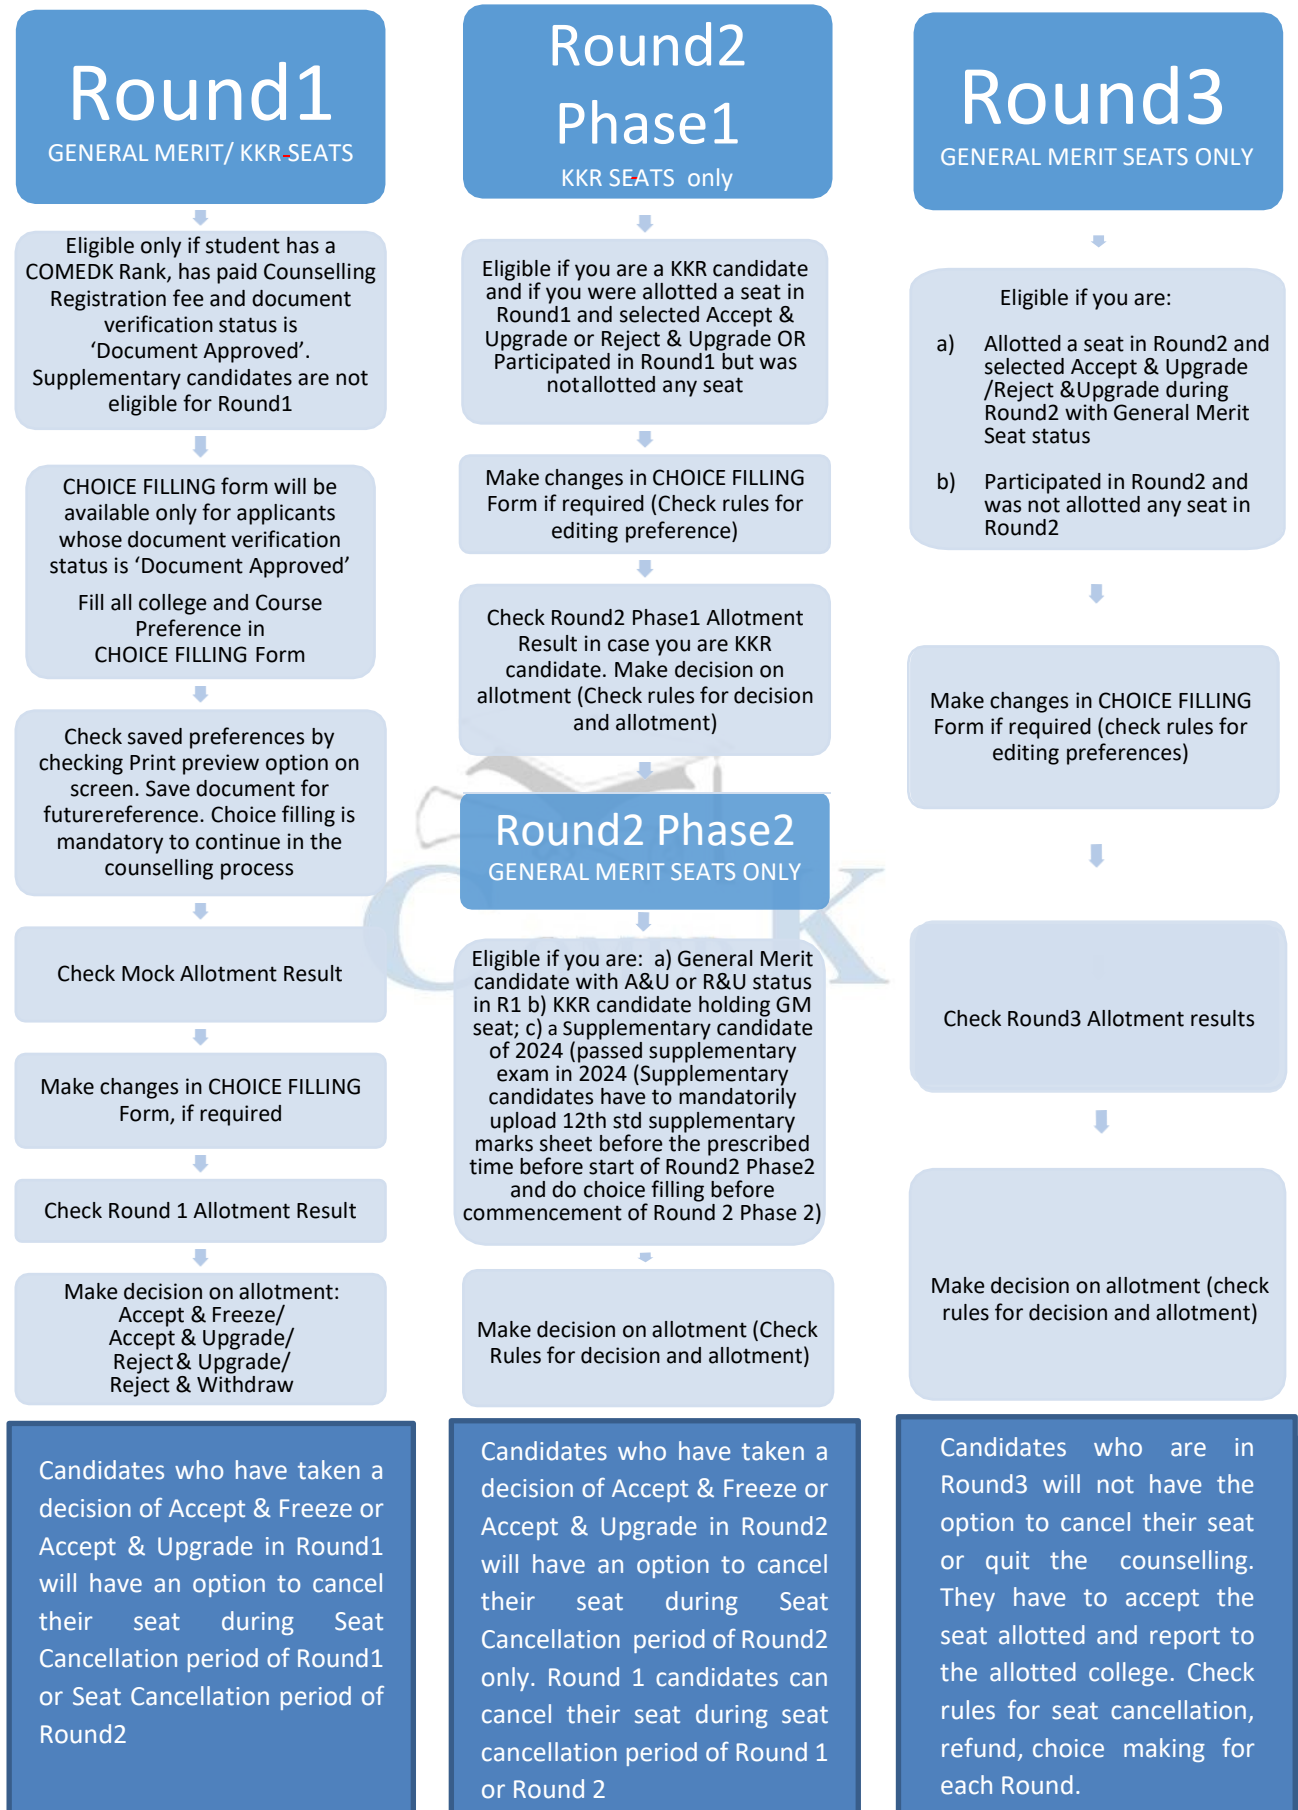 Round1
GENERAL MERIT/ KKR-SEATS
Eligible only if student has a
COMEDK Rank, has paid Counselling
Registration fee and document
verification status is
‘Document Approved’.
Supplementary candidates are not
eligible for Round1
CHOICE FILLING form will be
available only for applicants
whose document verification
status is ‘Document Approved’
Fill all college and Course
Preference in
CHOICE FILLING Form
Check saved preferences by
checking Print preview option on
screen. Save document for
futurereference. Choice filling is
mandatory to continue in the
counselling process
Check Mock Allotment Result
Make changes in CHOICE FILLING
Form, if required
Check Round 1 Allotment Result
Make decision on allotment:
Accept & Freeze/
Accept & Upgrade/
Reject & Upgrade/
Reject & Withdraw
Candidates who have taken a
decision of Accept & Freeze or
Accept & Upgrade in Round1
will have an option to cancel
their seat during Seat
Cancellation period of Round1
or Seat Cancellation period of
Round2
Round2
Phase1
KKR SE-ATS only
Eligible if you are a KKR candidate
and if you were allotted a seat in
Round1 and selected Accept &
Upgrade or Reject & Upgrade OR
Participated in Round1 but was
notallotted any seat
Make changes in CHOICE FILLING
Form if required (Check rules for
editing preference)
Check Round2 Phase1 Allotment
Result in case you are KKR
candidate. Make decision on
allotment (Check rules for decision
and allotment)
Round2 Phase2
GENERAL MERIT SEATS ONLY
Eligible if you are: a) General Merit
candidate with A&U or R&U status
in R1 b) KKR candidate holding GM
seat; c) a Supplementary candidate
of 2024 (passed supplementary
exam in 2024 (Supplementary
candidates have to mandatorily
upload 12th std supplementary
marks sheet before the prescribed
time before start of Round2 Phase2
and do choice filling before
commencement of Round 2 Phase 2)
Make decision on allotment (Check
Rules for decision and allotment)
Candidates who have taken a
decision of Accept & Freeze or
Accept & Upgrade in Round2
will have an option to cancel
their seat during Seat
Cancellation period of Round2
only. Round 1 candidates can
cancel their seat during seat
cancellation period of Round 1
or Round 2
Round3
GENERAL MERIT SEATS ONLY
Eligible if you are:
a) Allotted a seat in Round2 and
selected Accept & Upgrade
/Reject &Upgrade during
Round2 with General Merit
Seat status
b) Participated in Round2 and
was not allotted any seat in
Round2
Make changes in CHOICE FILLING
Form if required (check rules for
editing preferences)
Check Round3 Allotment results
Make decision on allotment (check
rules for decision and allotment)
Candidates who are in
Round3 will not have the
option to cancel their seat
or quit the counselling.
They have to accept the
seat allotted and report to
the allotted college. Check
rules for seat cancellation,
refund, choice making for
each Round.